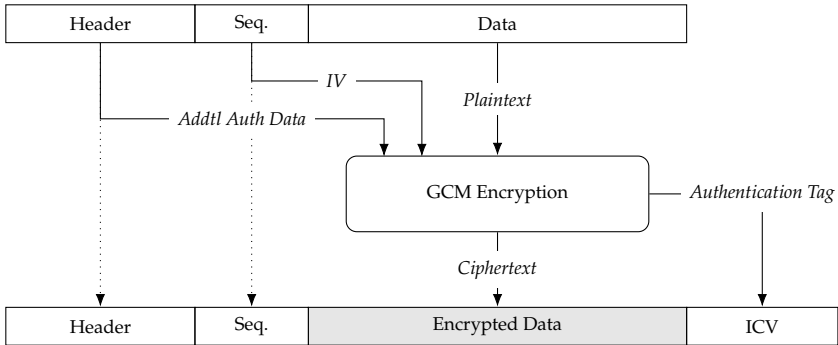 Header Seq. Data
IV
Plaintext
Addtl Auth Data
GCM Encryption
Authentication Tag
Ciphertext
Header Seq. Encrypted Data ICV